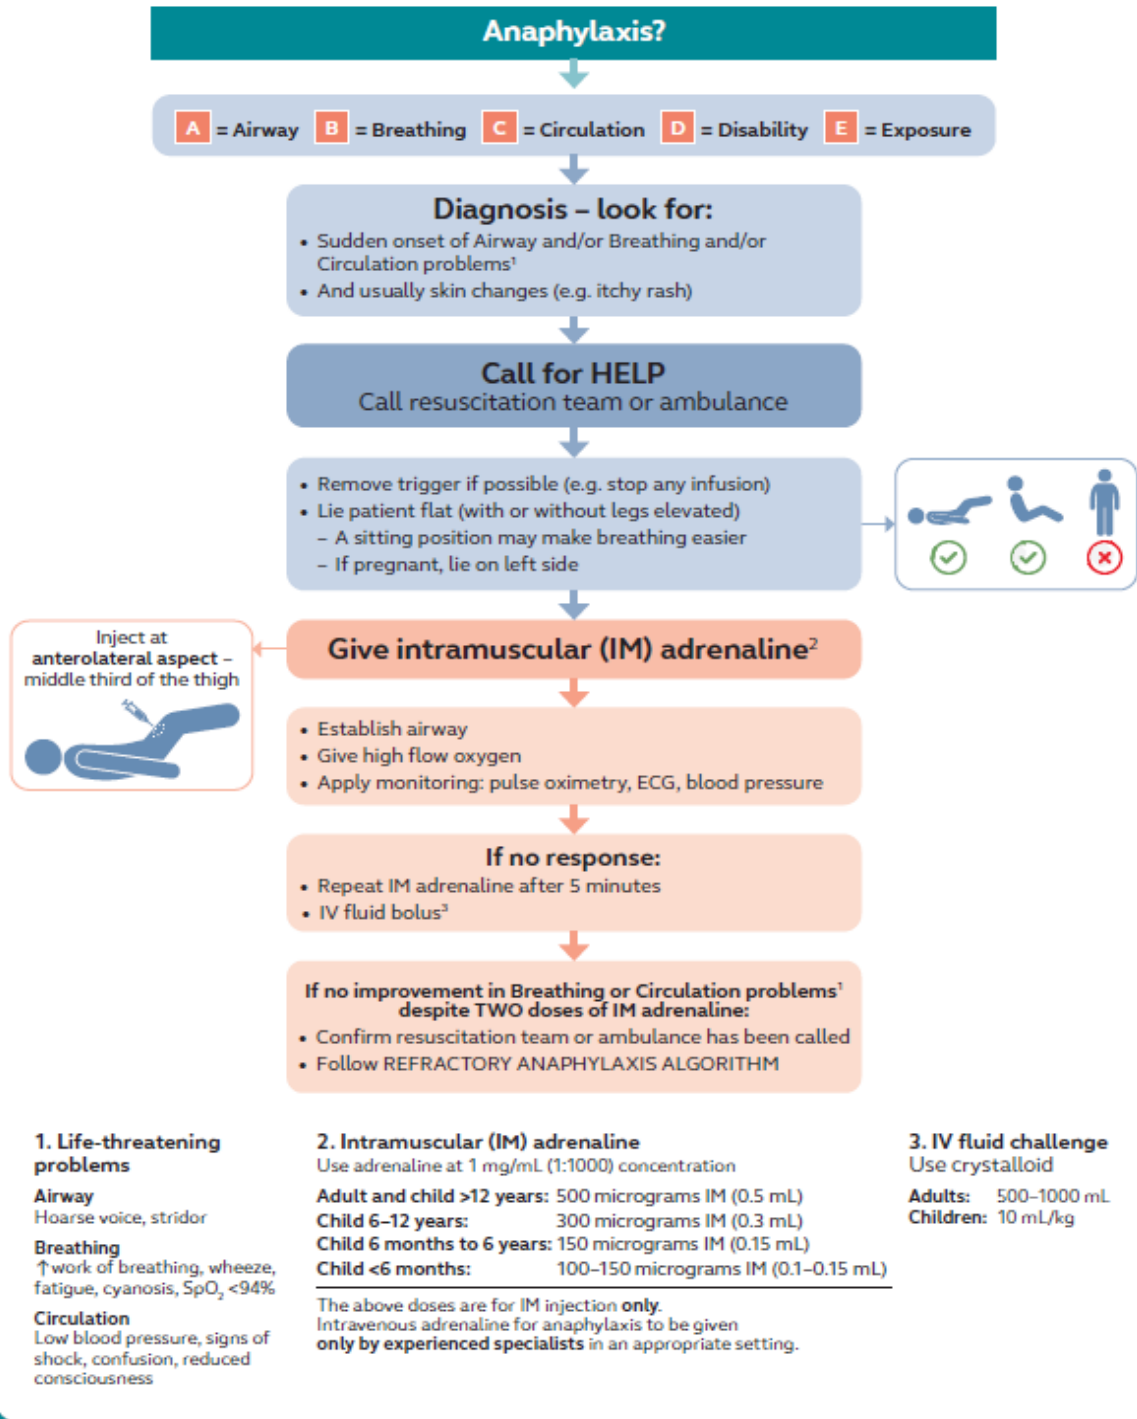 Anaphylaxis?
A = Airway B = Breathing C = Circulation D = Disability E = Exposure
Diagnosis – look for:
• Sudden onset of Airway and/or Breathing and/or
Circulation problems¹
• And usually skin changes (e.g. itchy rash)
Call for HELP
Call resuscitation team or ambulance
• Remove trigger if possible (e.g. stop any infusion)
• Lie patient flat (with or without legs elevated)
– A sitting position may make breathing easier
– If pregnant, lie on left side
Inject at
anterolateral aspect –
middle third of the thigh
Give intramuscular (IM) adrenaline²
• Establish airway
• Give high flow oxygen
• Apply monitoring: pulse oximetry, ECG, blood pressure
If no response:
• Repeat IM adrenaline after 5 minutes
• IV fluid bolus³
If no improvement in Breathing or Circulation problems¹
despite TWO doses of IM adrenaline:
• Confirm resuscitation team or ambulance has been called
• Follow REFRACTORY ANAPHYLAXIS ALGORITHM
1. Life-threatening
problems
Airway
Hoarse voice, stridor
Breathing
↑work of breathing, wheeze,
fatigue, cyanosis, SpO₂ <94%
Circulation
Low blood pressure, signs of
shock, confusion, reduced
consciousness
2. Intramuscular (IM) adrenaline
Use adrenaline at 1 mg/mL (1:1000) concentration
Adult and child >12 years: 500 micrograms IM (0.5 mL)
Child 6–12 years: 300 micrograms IM (0.3 mL)
Child 6 months to 6 years: 150 micrograms IM (0.15 mL)
Child <6 months: 100–150 micrograms IM (0.1–0.15 mL)
The above doses are for IM injection only.
Intravenous adrenaline for anaphylaxis to be given
only by experienced specialists in an appropriate setting.
3. IV fluid challenge
Use crystalloid
Adults: 500–1000 mL
Children: 10 mL/kg